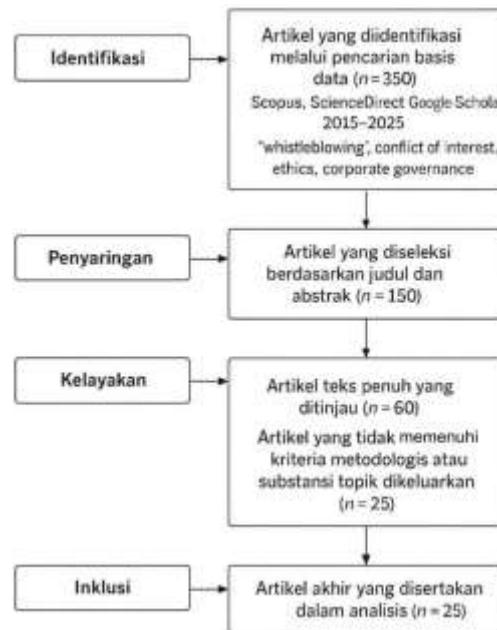 Identifikasi
Artikel yang diidentifikasi
melalui pencarian basis
data (n = 350)
Scopus, ScienceDirect Google Schola
2015–2025
"whistleblowing", conflict of interest,
ethics, corporate governance
Penyaringan
Artikel yang diseleksi
berdasarkan judul dan
abstrak (n = 150)
Kelayakan
Artikel teks penuh yang
ditinjau (n = 60)
Artikel yang tidak memenuhi
kriteria metodologis atau
substansi topik dikeluarkan
(n = 25)
Inklusi
Artikel akhir yang disertakan
dalam analisis (n = 25)